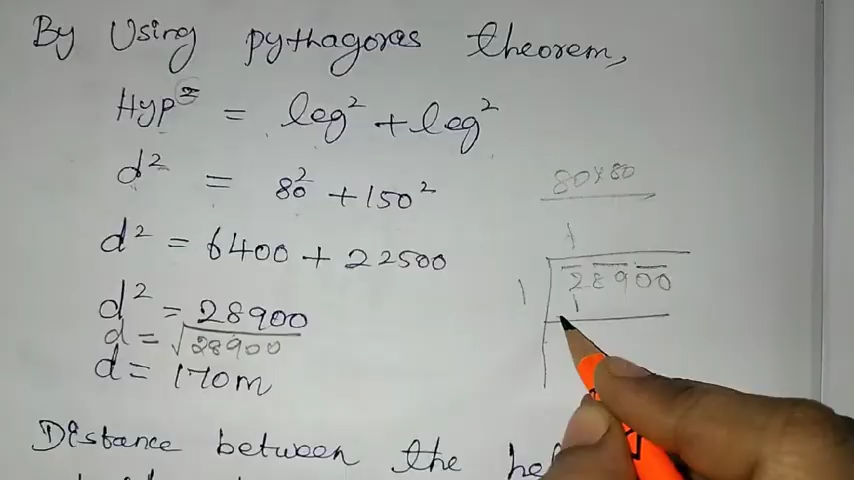 By Using pythagoras theorem,
Hyp² = leg² + leg²
d² = 80² + 150²
d² = 6400 + 22500
d² = 28900
d = √28900
d = 170m
Distance between the
80×80
1
1
28900
1